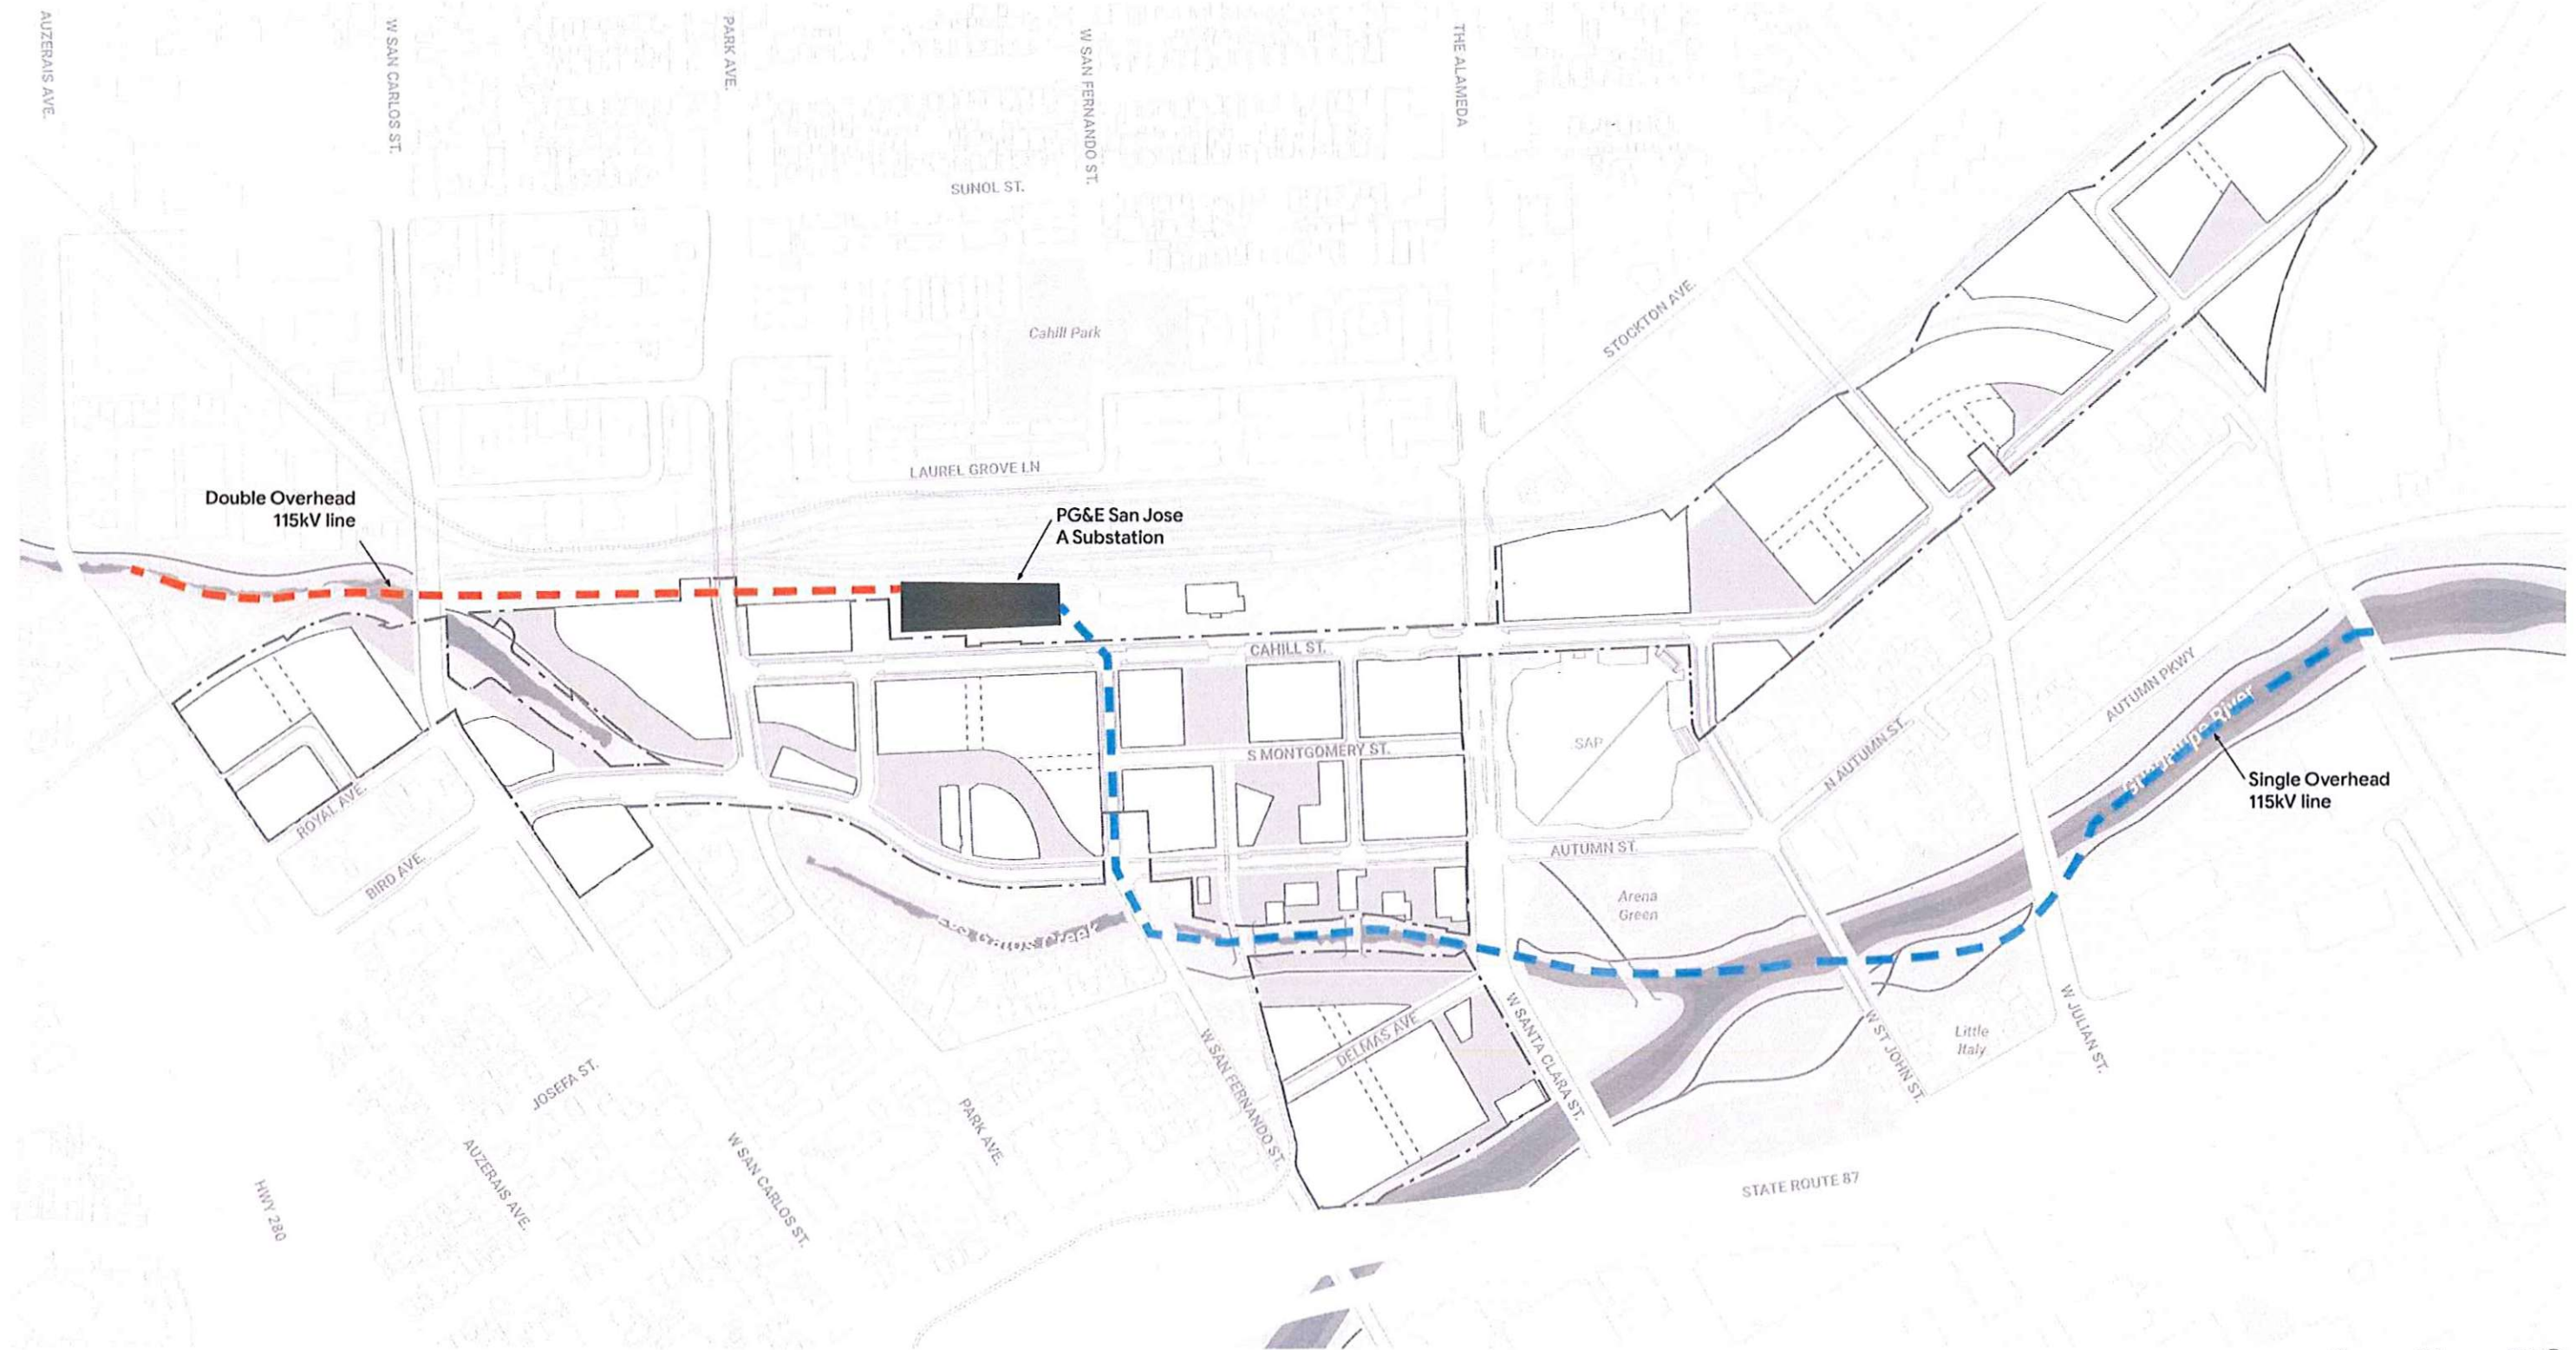 AUZERAIS AVE.
W SAN CARLOS ST.
PARK AVE.
W SAN FERNANDO ST.
THE ALAMEDA
SUNOL ST.
Cahill Park
STOCKTON AVE.
LAUREL GROVE LN
Double Overhead
115kV line
PG&E San Jose
A Substation
CAHILL ST.
S MONTGOMERY ST.
SAP
AUTUMN PKWY
N AUTUMN ST.
River
Single Overhead
115kV line
ROYAL AVE.
BIRD AVE.
AUTUMN ST.
Arena
Green
Los Gatos Creek
DELMAS AVE
W SANTA CLARA ST.
W ST JOHN ST.
Little
Italy
W JULIAN ST.
W SAN FERNANDO ST.
JOSEFA ST.
PARK AVE.
W SAN CARLOS ST.
AUZERAIS AVE.
HWY 280
STATE ROUTE 87